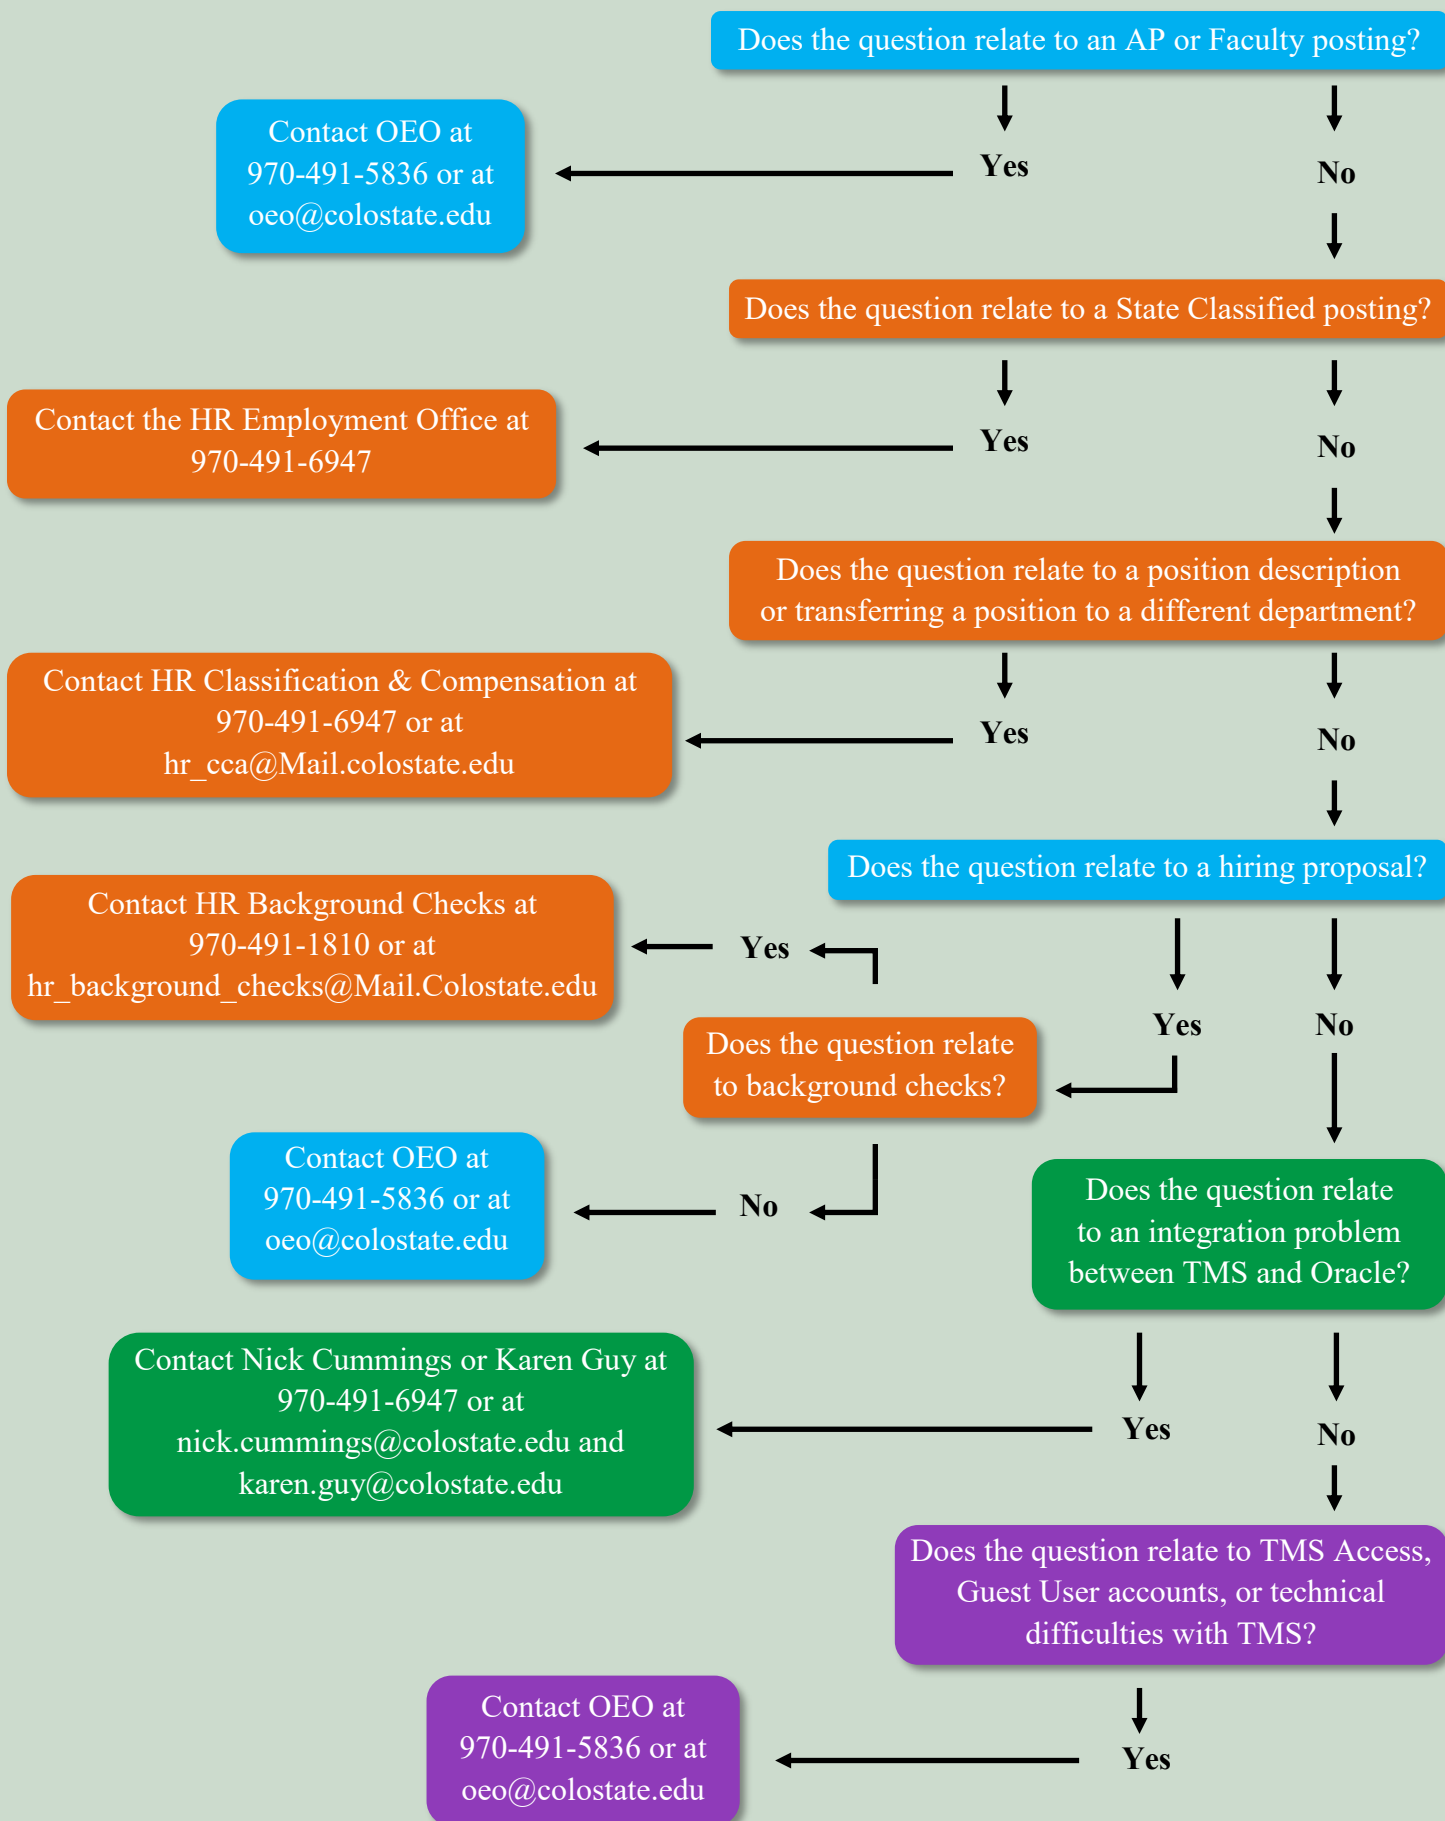 Does the question relate to an AP or Faculty posting?
Contact OEO at
970-491-5836 or at
oeo@colostate.edu
Yes
No
Does the question relate to a State Classified posting?
Contact the HR Employment Office at
970-491-6947
Yes
No
Does the question relate to a position description
or transferring a position to a different department?
Contact HR Classification & Compensation at
970-491-6947 or at
hr_cca@Mail.colostate.edu
Yes
No
Does the question relate to a hiring proposal?
Contact HR Background Checks at
970-491-1810 or at
hr_background_checks@Mail.Colostate.edu
Yes
Yes
No
Does the question relate
to background checks?
Contact OEO at
970-491-5836 or at
oeo@colostate.edu
No
Does the question relate
to an integration problem
between TMS and Oracle?
Contact Nick Cummings or Karen Guy at
970-491-6947 or at
nick.cummings@colostate.edu and
karen.guy@colostate.edu
Yes
No
Does the question relate to TMS Access,
Guest User accounts, or technical
difficulties with TMS?
Contact OEO at
970-491-5836 or at
oeo@colostate.edu
Yes